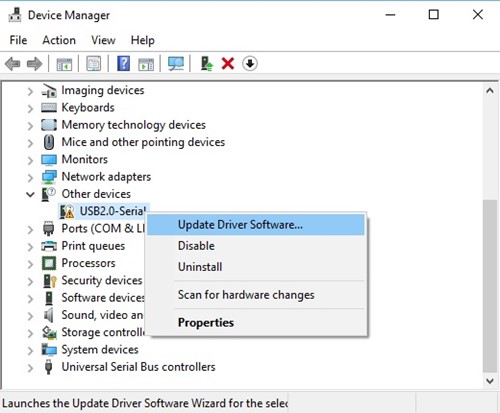 Device Manager
File Action View Help
Imaging devices
Keyboards
Memory technology devices
Mice and other pointing devices
Monitors
Network adapters
Other devices
USB2.0-Serial
Update Driver Software...
Ports (COM & L
Disable
Print queues
Processors
Uninstall
Security devices
Software devices
Scan for hardware changes
Sound, video an
Properties
Storage controlle
System devices
Universal Serial Bus controllers
Launches the Update Driver Software Wizard for the selec